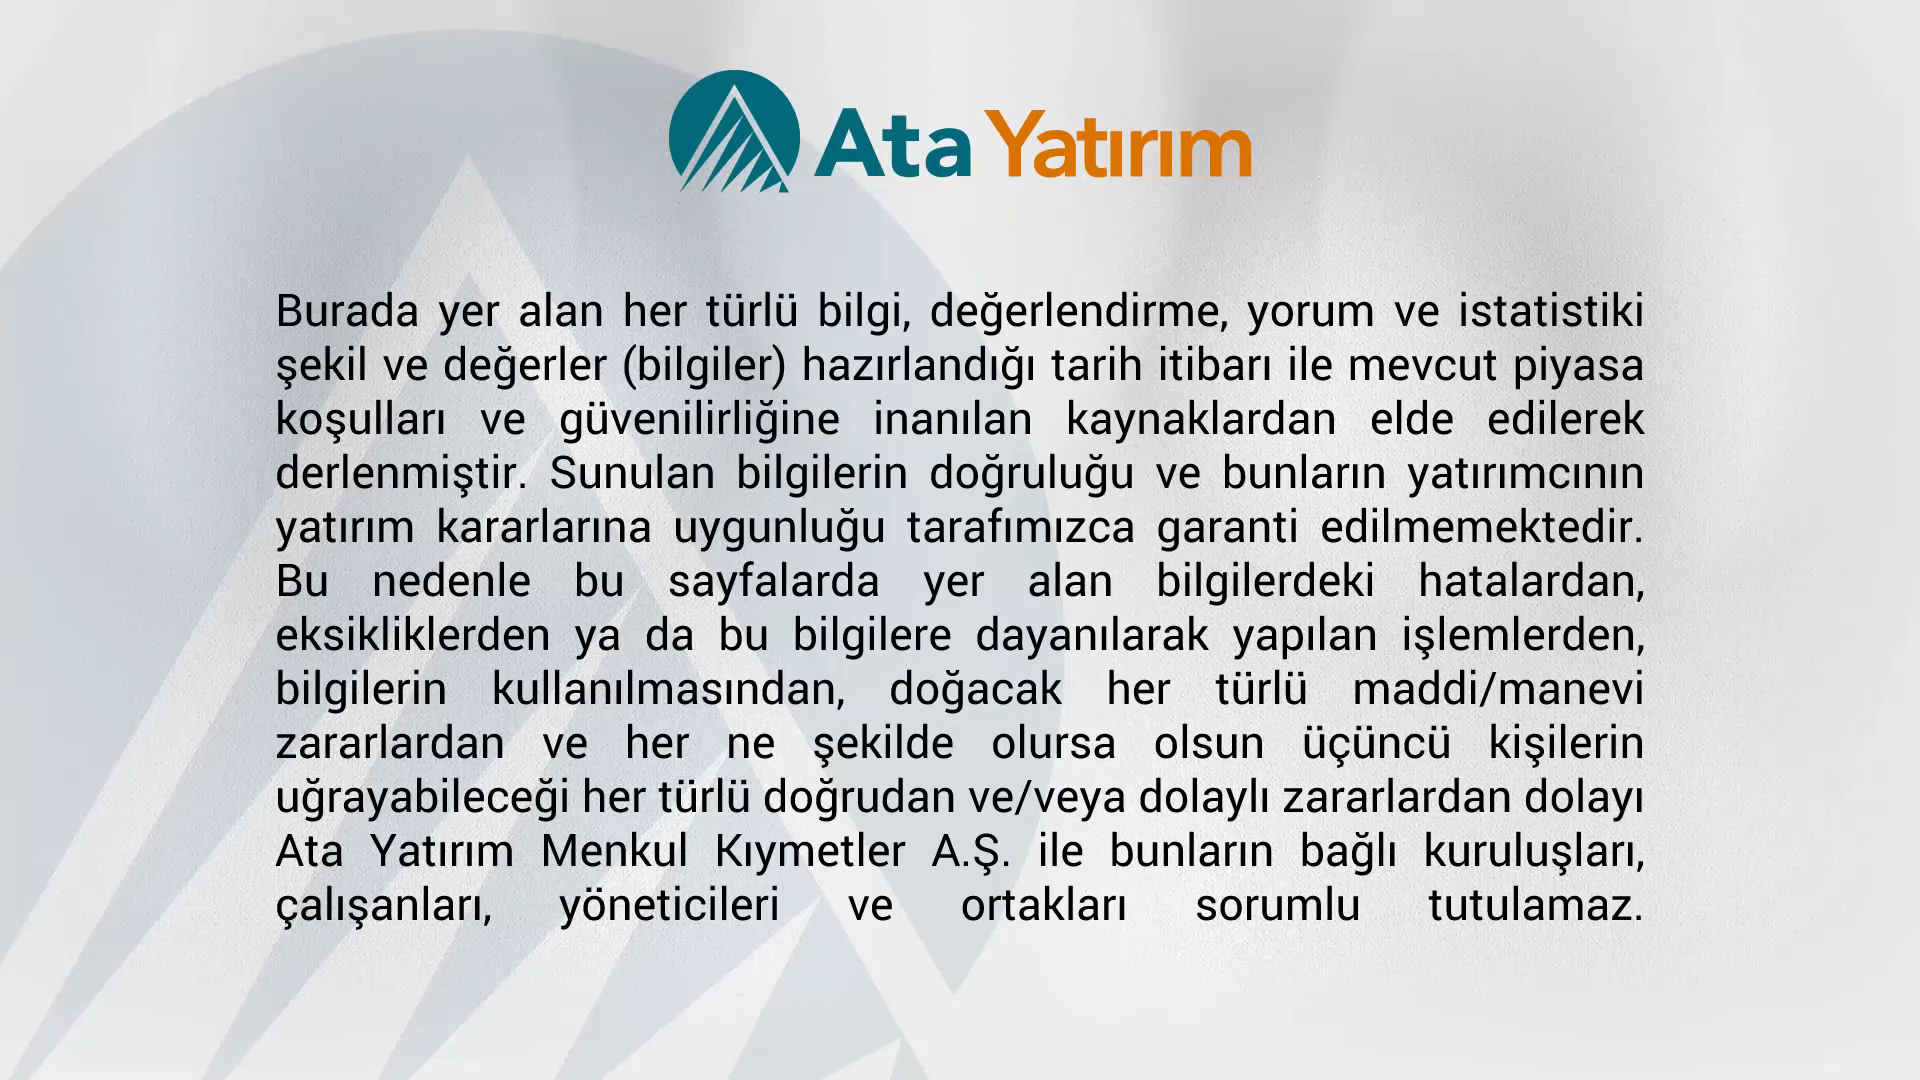 Ata Yatırım
Burada yer alan her türlü bilgi, değerlendirme, yorum ve istatistiki
şekil ve değerler (bilgiler) hazırlandığı tarih itibarı ile mevcut piyasa
koşulları ve güvenilirliğine inanılan kaynaklardan elde edilerek
derlenmiştir. Sunulan bilgilerin doğruluğu ve bunların yatırımcının
yatırım kararlarına uygunluğu tarafımızca garanti edilmemektedir.
Bu nedenle bu sayfalarda yer alan bilgilerdeki hatalardan,
eksikliklerden ya da bu bilgilere dayanılarak yapılan işlemlerden,
bilgilerin kullanılmasından, doğacak her türlü maddi/manevi
zararlardan ve her ne şekilde olursa olsun üçüncü kişilerin
uğrayabileceği her türlü doğrudan ve/veya dolaylı zararlardan dolayı
Ata Yatırım Menkul Kıymetler A.Ş. ile bunların bağlı kuruluşları,
çalışanları, yöneticileri ve ortakları sorumlu tutulamaz.